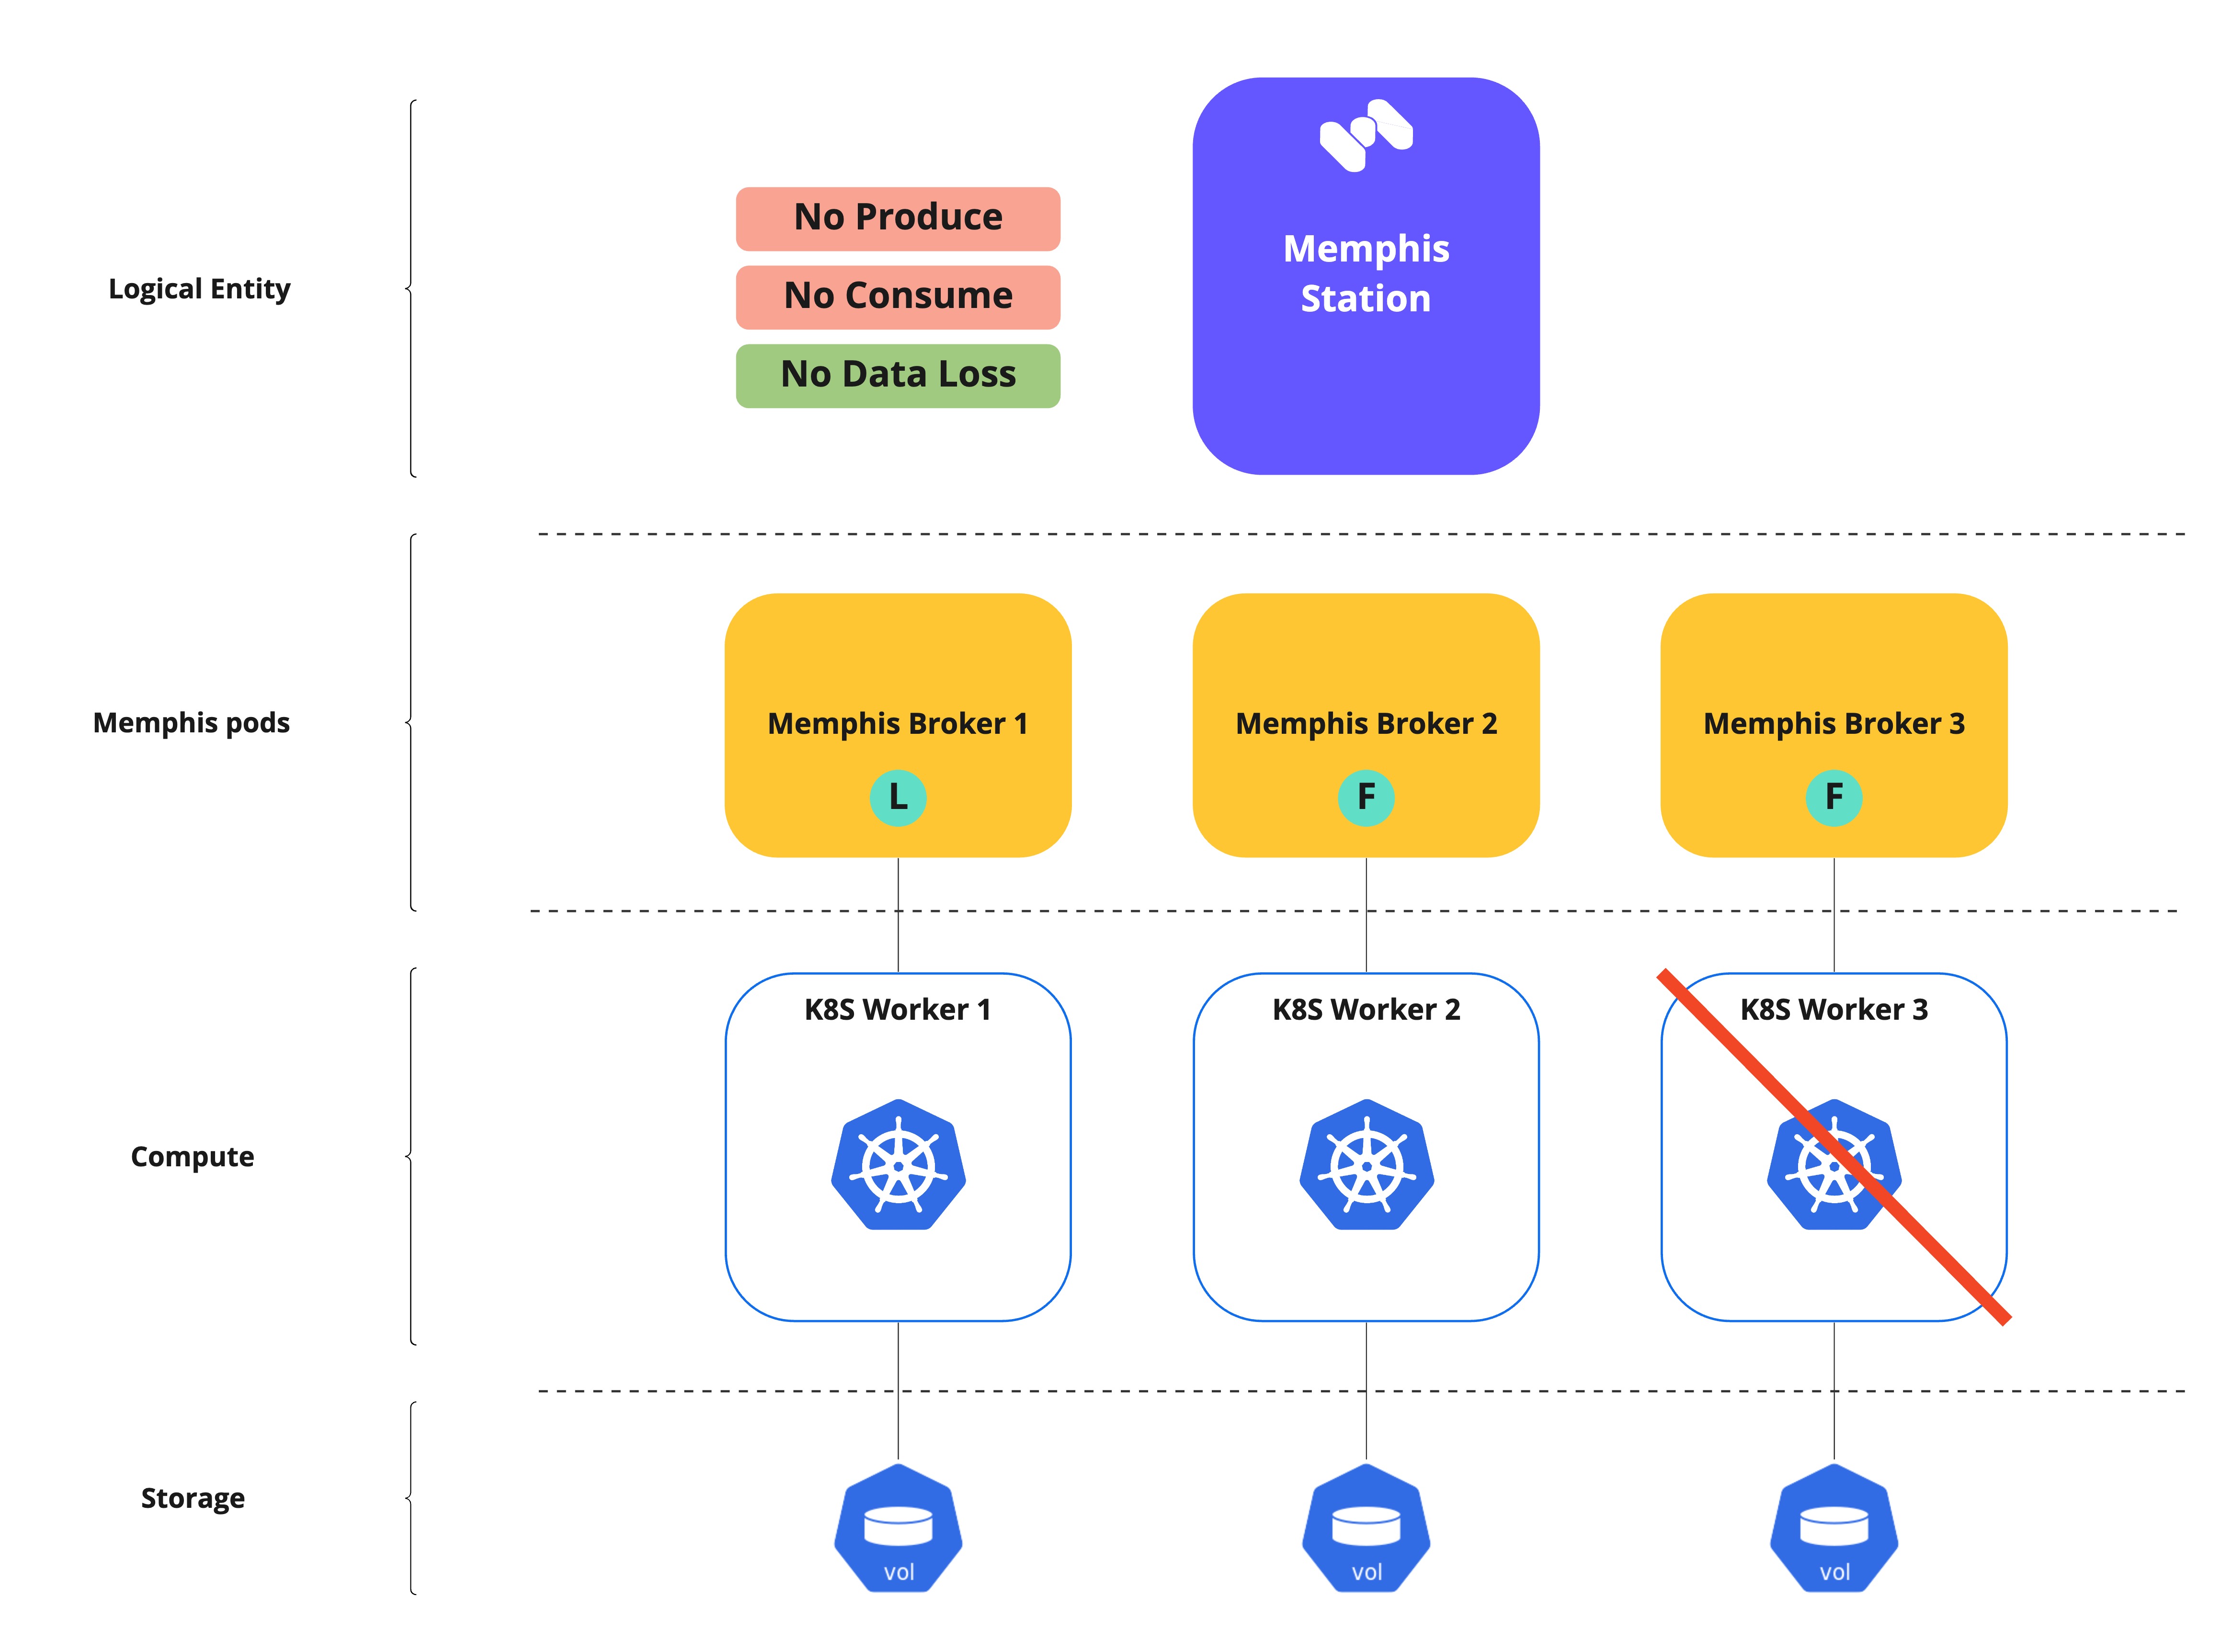 Logical Entity
No Produce
No Consume
No Data Loss
Memphis
Station
Memphis pods
Memphis Broker 1
L
Memphis Broker 2
F
Memphis Broker 3
F
Compute
K8S Worker 1
K8S Worker 2
K8S Worker 3
Storage
vol
vol
vol